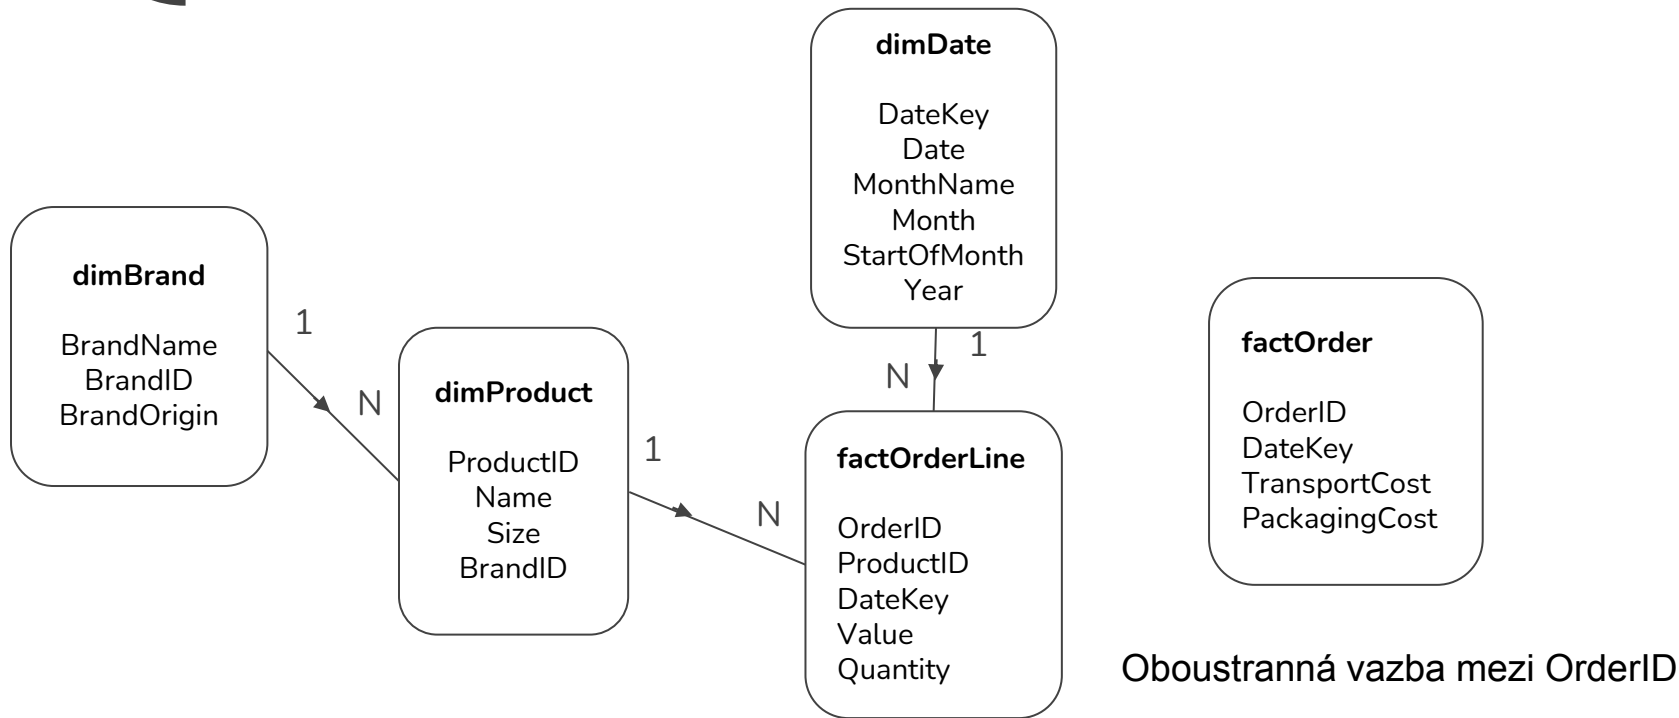 dimDate
DateKey
Date
MonthName
Month
StartOfMonth
Year
dimBrand
BrandName
BrandID
BrandOrigin
1
N
dimProduct
ProductID
Name
Size
BrandID
1
N
1
N
factOrderLine
OrderID
ProductID
DateKey
Value
Quantity
factOrder
OrderID
DateKey
TransportCost
PackagingCost
Oboustranná vazba mezi OrderID